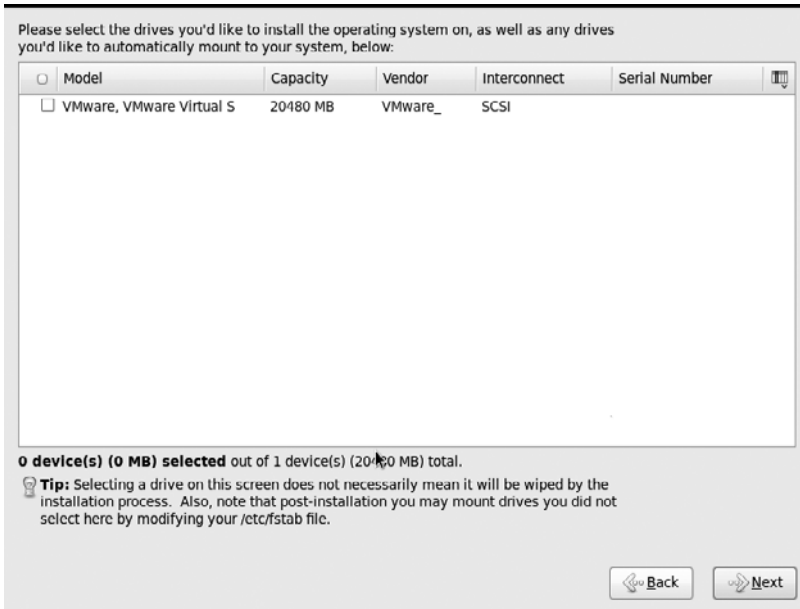 Please select the drives you'd like to install the operating system on, as well as any drives
you'd like to automatically mount to your system, below:
Model Capacity Vendor Interconnect Serial Number
VMware, VMware Virtual S 20480 MB VMware_ SCSI
0 device(s) (0 MB) selected out of 1 device(s) (20480 MB) total.
Tip: Selecting a drive on this screen does not necessarily mean it will be wiped by the
installation process. Also, note that post-installation you may mount drives you did not
select here by modifying your /etc/fstab file.
Back Next